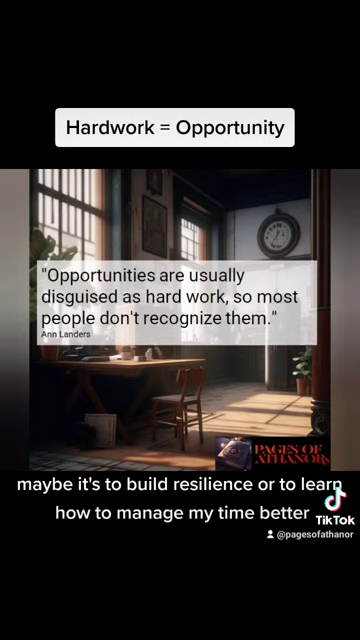 Hardwork = Opportunity
"Opportunities are usually
disguised as hard work, so most
people don't recognize them."
Ann Landers
PAGES OF
ATHANORs
maybe it's to build resilience or to learn
how to manage my time better
TikTok
@pagesofathanor